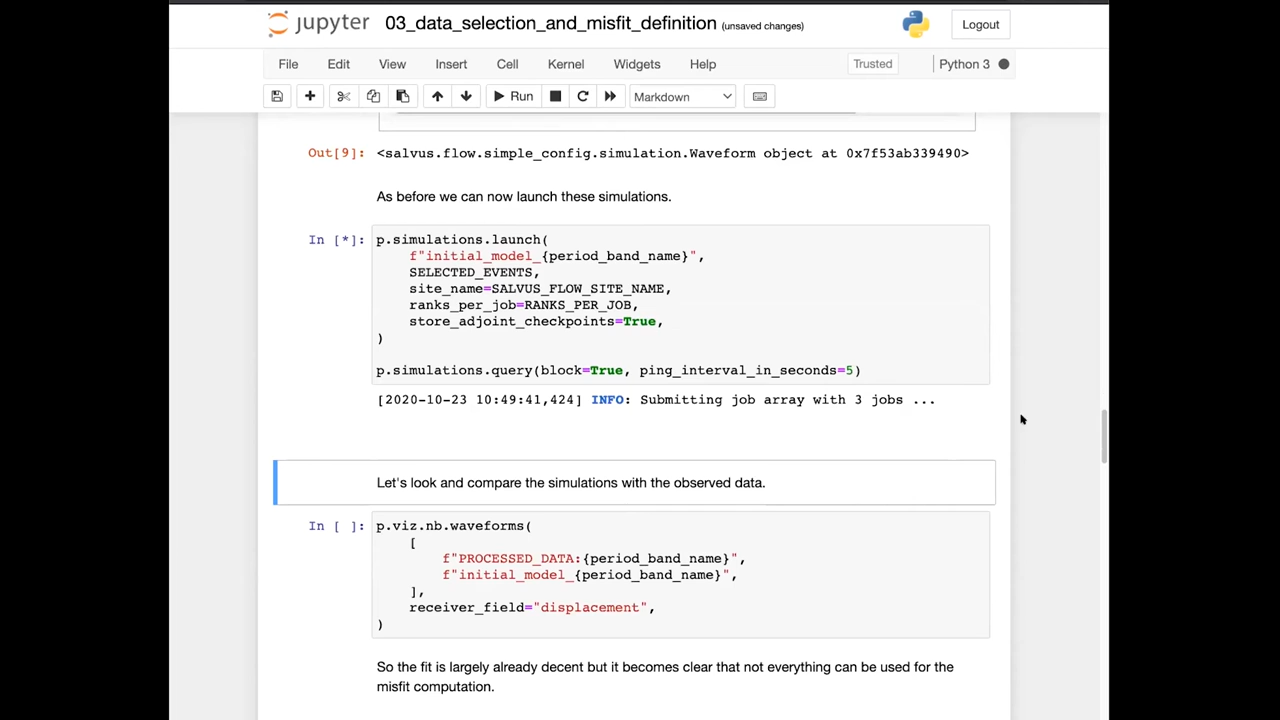 jupyter 03_data_selection_and_misfit_definition (unsaved changes) Logout
File Edit View Insert Cell Kernel Widgets Help Trusted Python 3
Run Markdown
Out[9]: <salvus.flow.simple_config.simulation.Waveform object at 0x7f53ab339490>
As before we can now launch these simulations.
In [*]: p.simulations.launch(
f"initial_model_{period_band_name}",
SELECTED_EVENTS,
site_name=SALVUS_FLOW_SITE_NAME,
ranks_per_job=RANKS_PER_JOB,
store_adjoint_checkpoints=True,
)
p.simulations.query(block=True, ping_interval_in_seconds=5)
[2020-10-23 10:49:41,424] INFO: Submitting job array with 3 jobs ...
Let's look and compare the simulations with the observed data.
In [ ]: p.viz.nb.waveforms(
[
f"PROCESSED_DATA:{period_band_name}",
f"initial_model_{period_band_name}",
],
receiver_field="displacement",
)
So the fit is largely already decent but it becomes clear that not everything can be used for the
misfit computation.